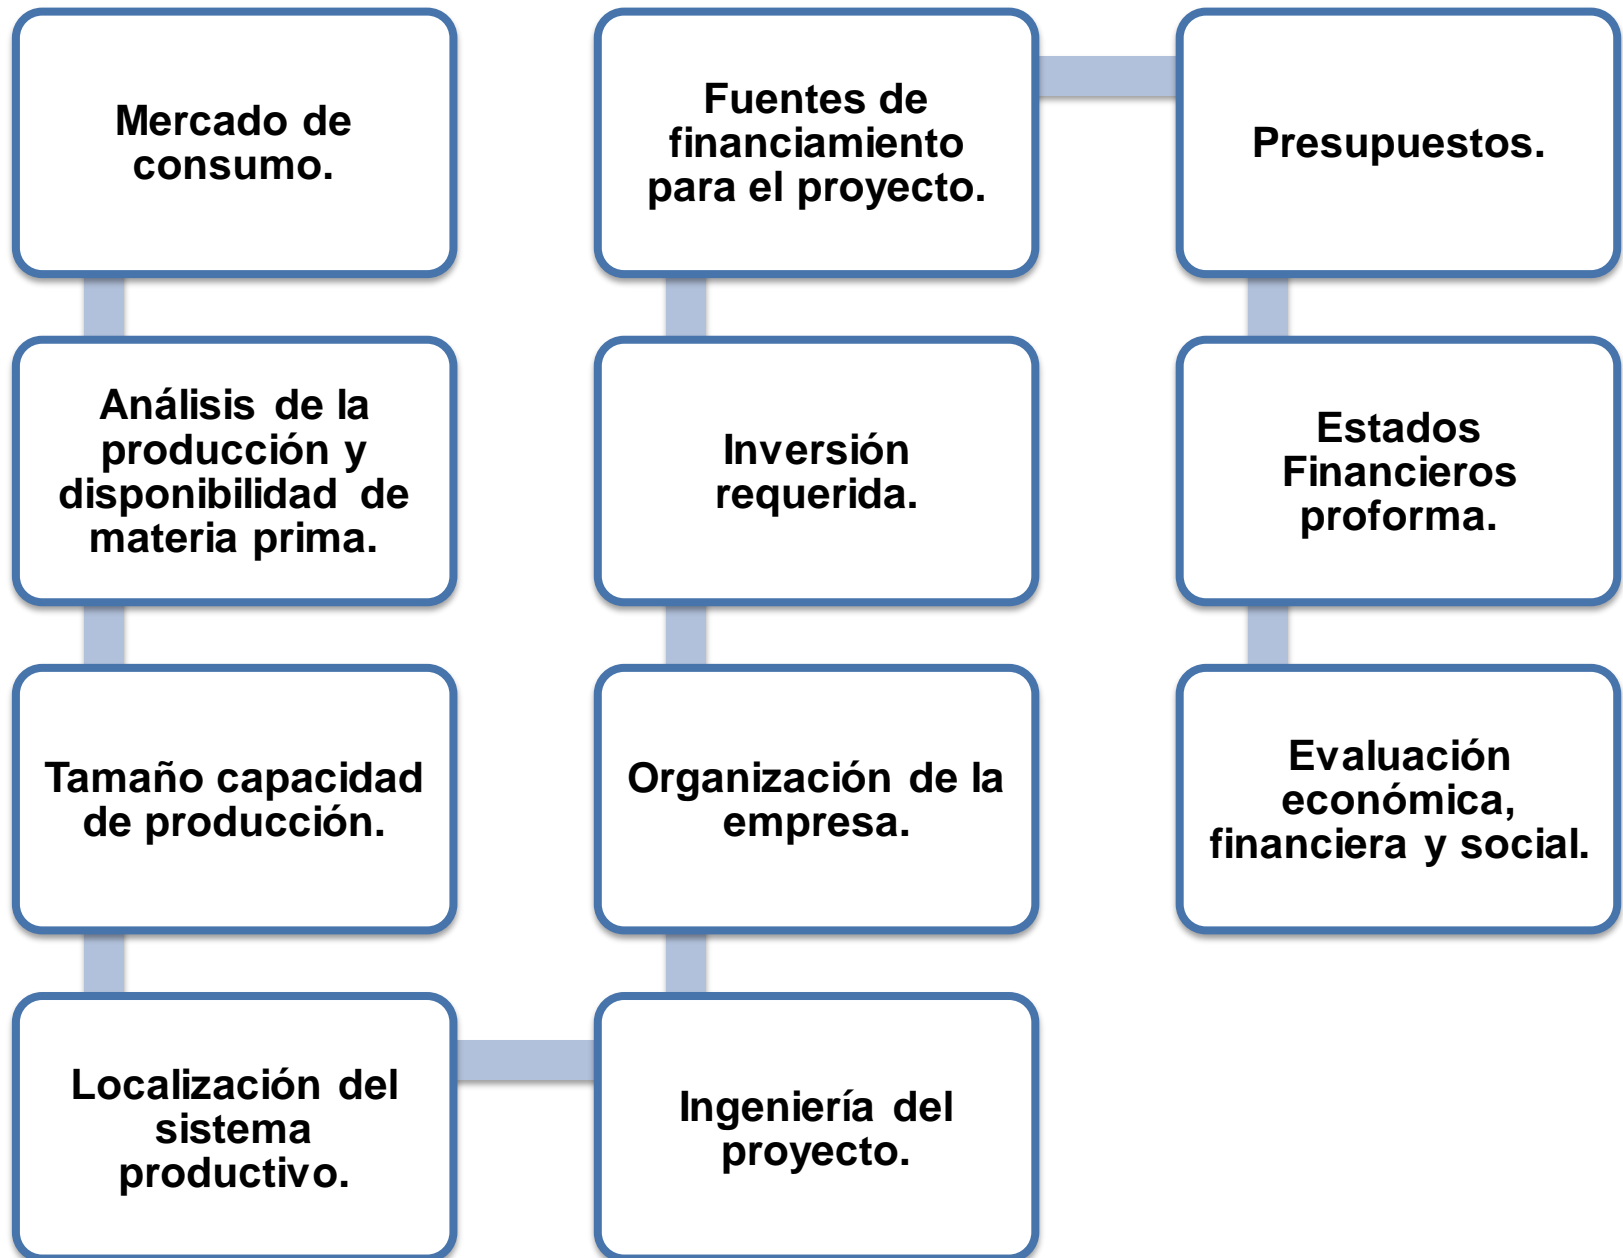 Mercado de
consumo.
Análisis de la
producción y
disponibilidad de
materia prima.
Tamaño capacidad
de producción.
Localización del
sistema
productivo.
Ingeniería del
proyecto.
Organización de la
empresa.
Inversión
requerida.
Fuentes de
financiamiento
para el proyecto.
Presupuestos.
Estados
Financieros
proforma.
Evaluación
económica,
financiera y social.